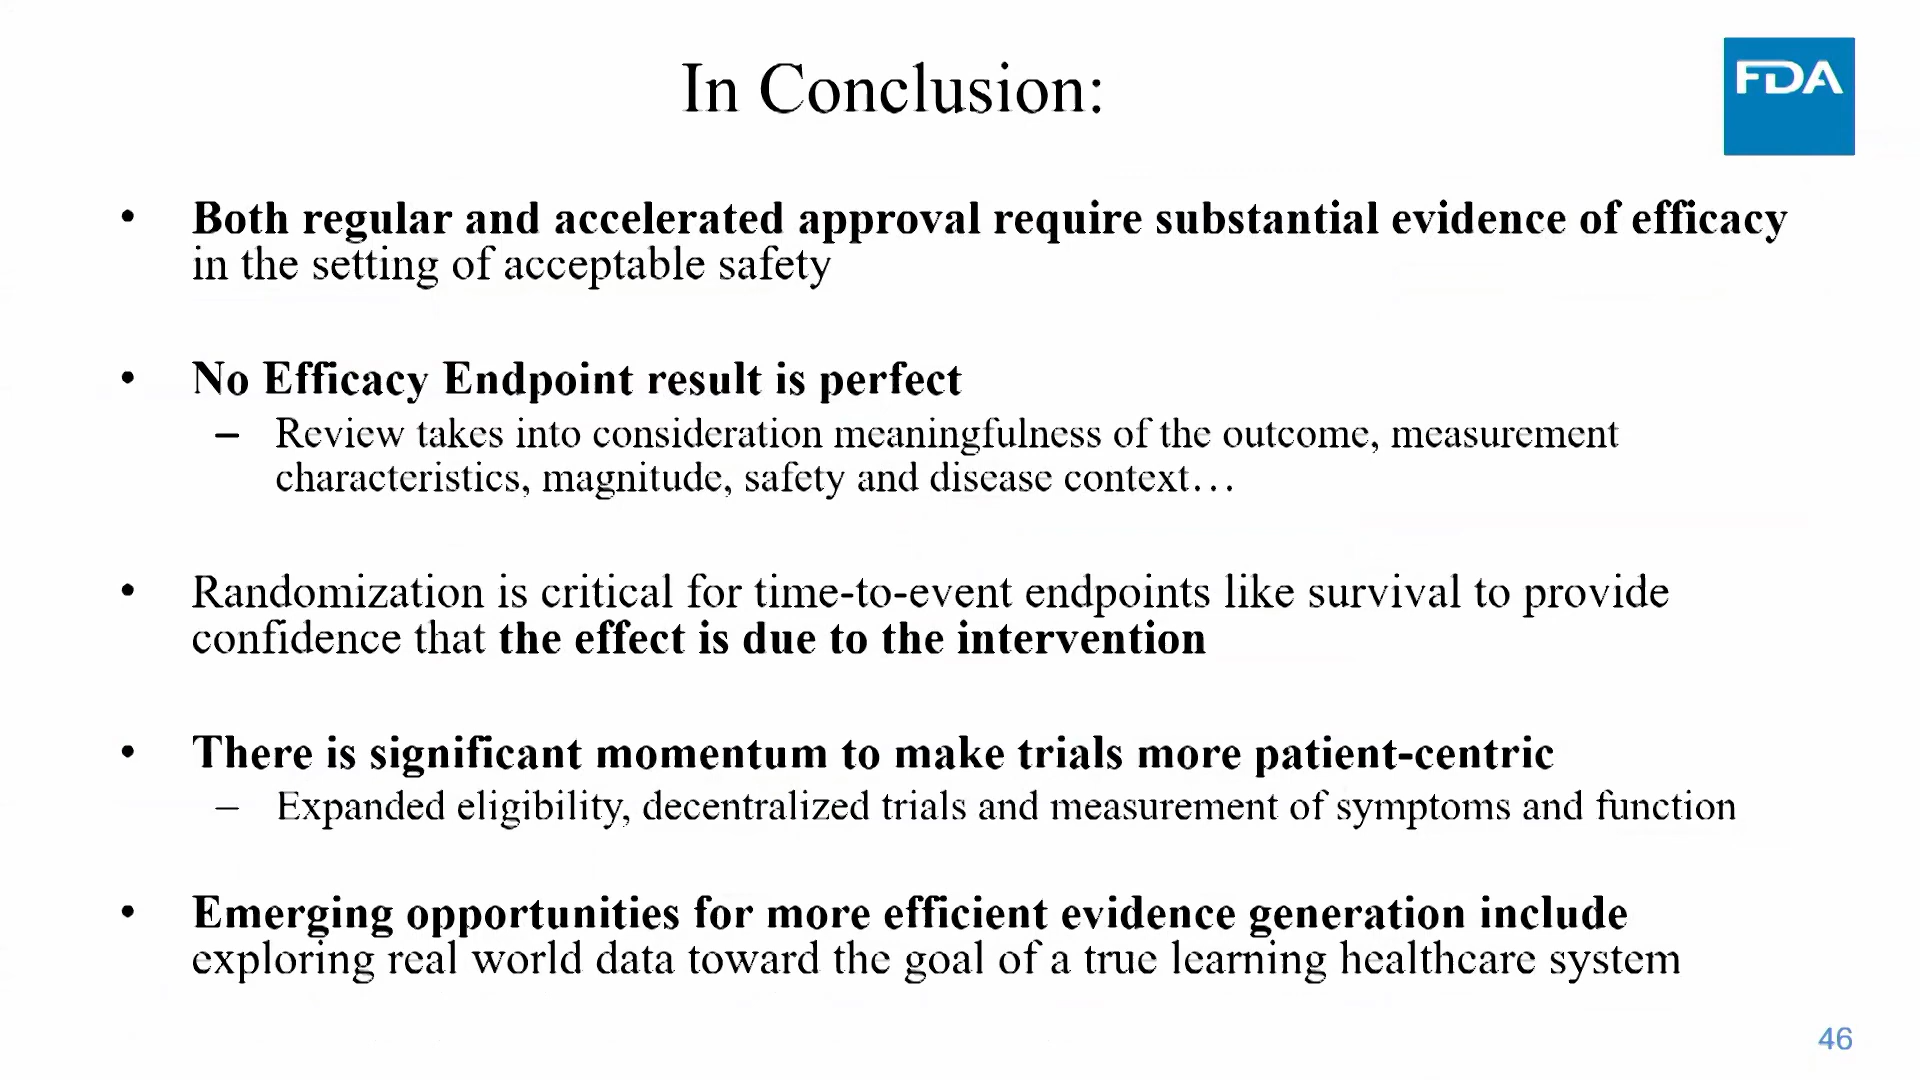 In Conclusion:
FDA
• Both regular and accelerated approval require substantial evidence of efficacy
in the setting of acceptable safety
• No Efficacy Endpoint result is perfect
– Review takes into consideration meaningfulness of the outcome, measurement
characteristics, magnitude, safety and disease context…
• Randomization is critical for time-to-event endpoints like survival to provide
confidence that the effect is due to the intervention
• There is significant momentum to make trials more patient-centric
– Expanded eligibility, decentralized trials and measurement of symptoms and function
• Emerging opportunities for more efficient evidence generation include
exploring real world data toward the goal of a true learning healthcare system
46